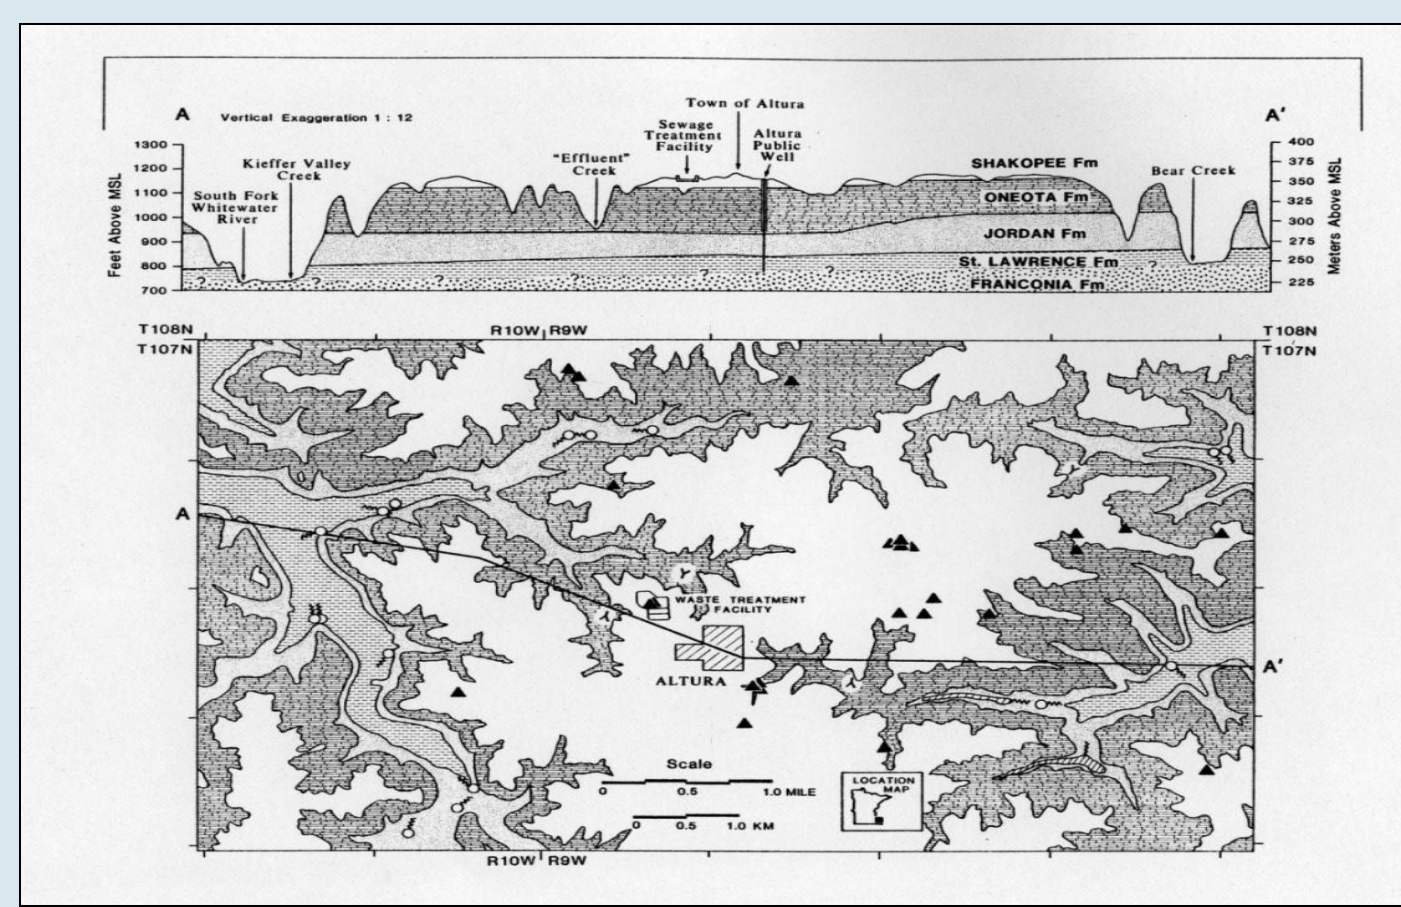 A
Vertical Exaggeration 1 : 12
Town of Altura
A'
Sewage
Treatment
Facility
Altura
Public
Well
"Effluent"
Creek
Kieffer Valley
Creek
South Fork
Whitewater
River
Bear Creek
SHAKOPEE Fm
ONEOTA Fm
JORDAN Fm
St. LAWRENCE Fm
FRANCONIA Fm
Feet Above MSL
1300
1200
1100
1000
900
800
700
Meters Above MSL
400
375
350
325
300
275
250
225
? ? ? ? ? ? ?
T108N
T107N
R10W R9W
T108N
T107N
A
WASTE TREATMENT
FACILITY
ALTURA
A'
Scale
0 0.5 1.0 MILE
0 0.5 1.0 KM
LOCATION
MAP
R10W R9W